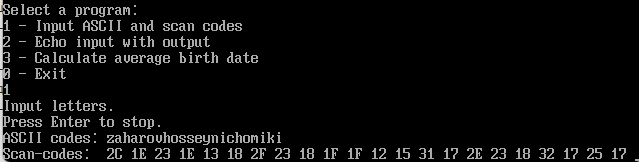 Select a program:
1 - Input ASCII and scan codes
2 - Echo input with output
3 - Calculate average birth date
0 - Exit
1
Input letters.
Press Enter to stop.
ASCII codes: zaharovhosseynichomiki
Scan-codes:  2C 1E 23 1E 13 18 2F 23 18 1F 1F 12 15 31 17 2E 23 18 32 17 25 17